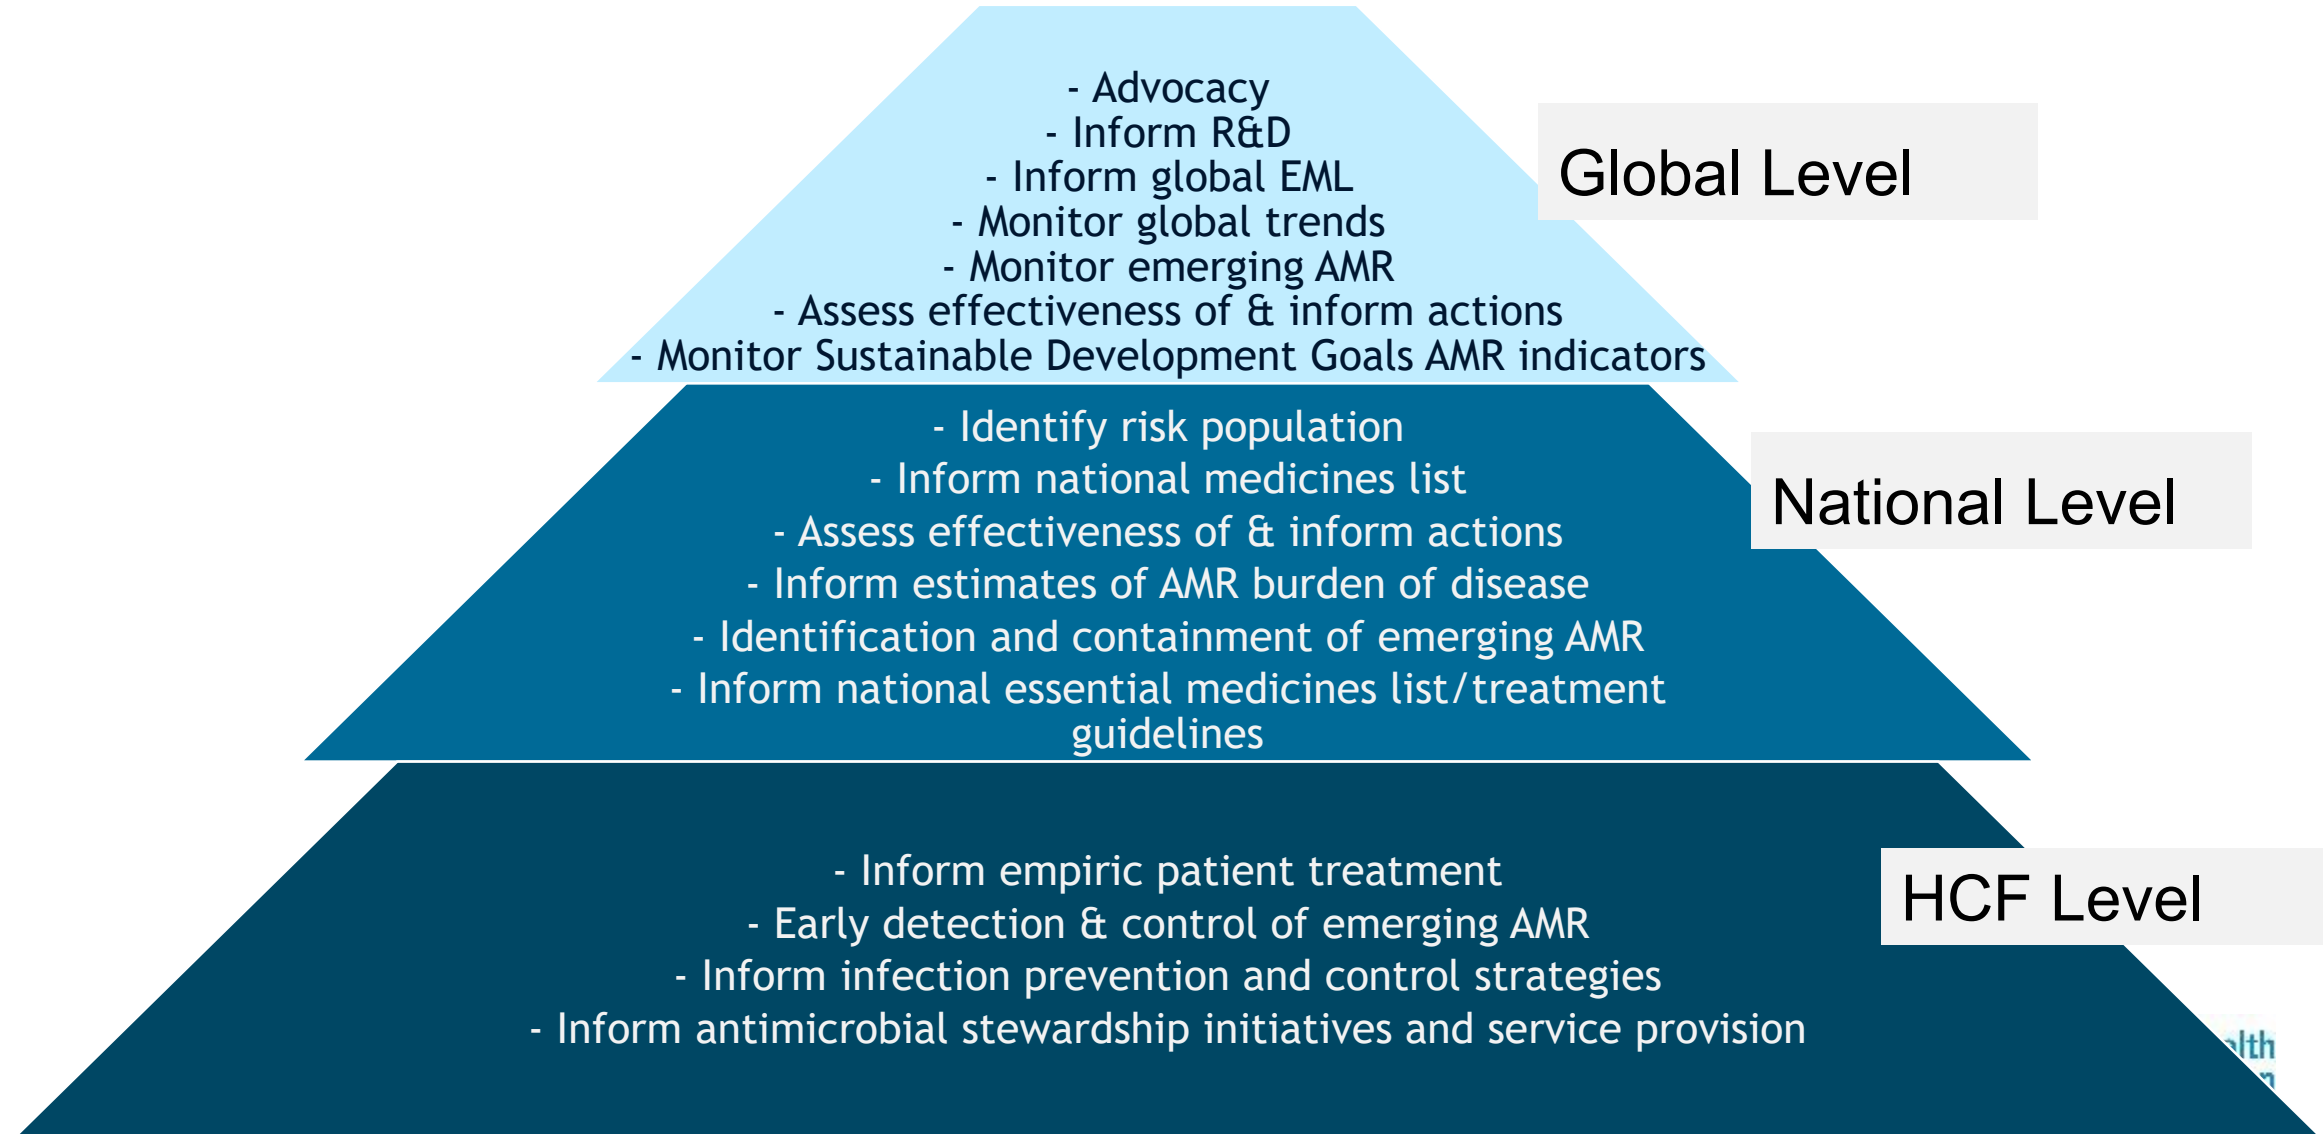 - Advocacy
- Inform R&D
- Inform global EML
- Monitor global trends
- Monitor emerging AMR
- Assess effectiveness of & inform actions
- Monitor Sustainable Development Goals AMR indicators
Global Level
- Identify risk population
- Inform national medicines list
- Assess effectiveness of & inform actions
- Inform estimates of AMR burden of disease
- Identification and containment of emerging AMR
- Inform national essential medicines list/treatment
guidelines
National Level
- Inform empiric patient treatment
- Early detection & control of emerging AMR
- Inform infection prevention and control strategies
- Inform antimicrobial stewardship initiatives and service provision
HCF Level